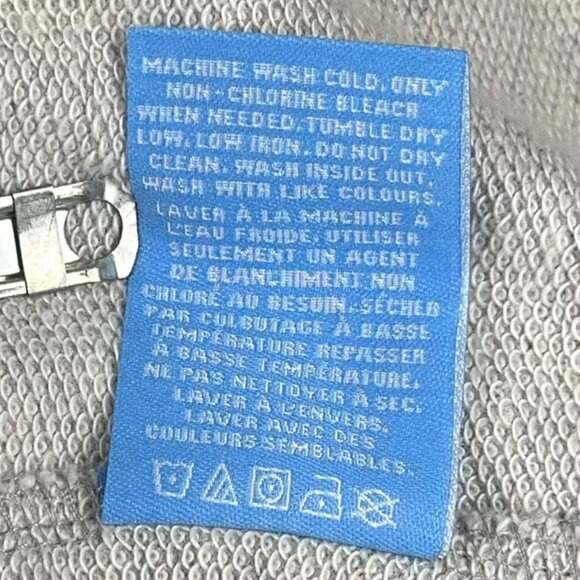 MACHINE WASH COLD. ONLY
NON-CHLORINE BLEACH
WHEN NEEDED. TUMBLE DRY
LOW. LOW IRON. DO NOT DRY
CLEAN. WASH INSIDE OUT.
WASH WITH LIKE COLOURS.
LAVER À LA MACHINE À
L'EAU FROIDE. UTILISER
SEULEMENT UN AGENT
DE BLANCHIMENT NON
CHLORÉ AU BESOIN. SÉCHER
PAR CULBUTAGE À BASSE
TEMPÉRATURE REPASSER
À BASSE TEMPÉRATURE.
NE PAS NETTOYER À SEC.
LAVER À L'ENVERS.
LAVER AVEC DES
COULEURS SEMBLABLES.